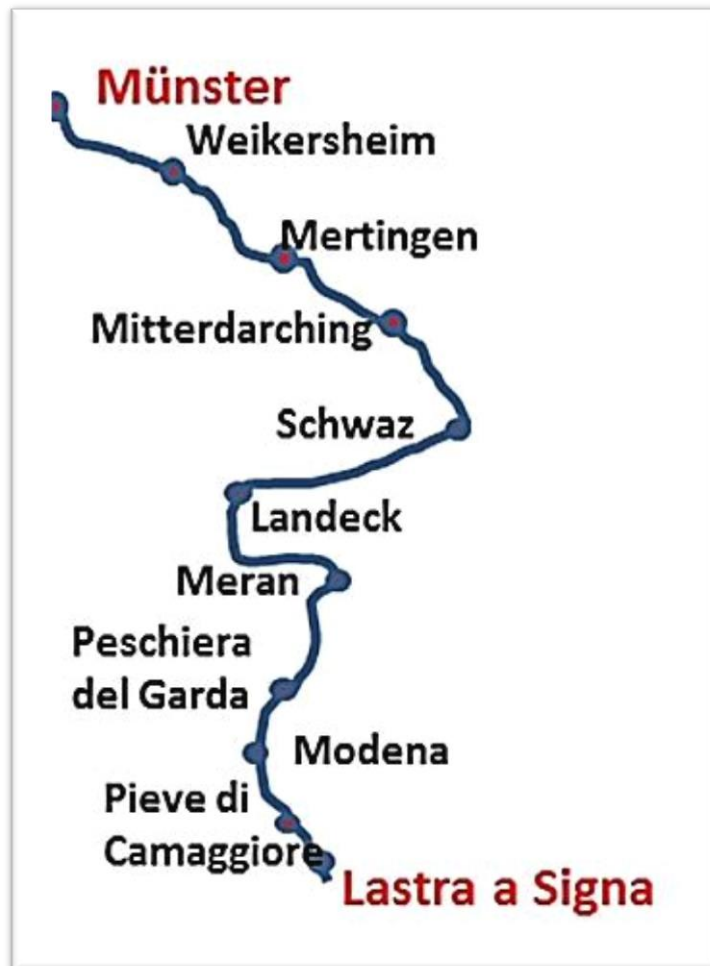 Münster
Weikersheim
Mertingen
Mitterdarching
Schwaz
Landeck
Meran
Peschiera
del Garda
Modena
Pieve di
Camaggiore
Lastra a Signa